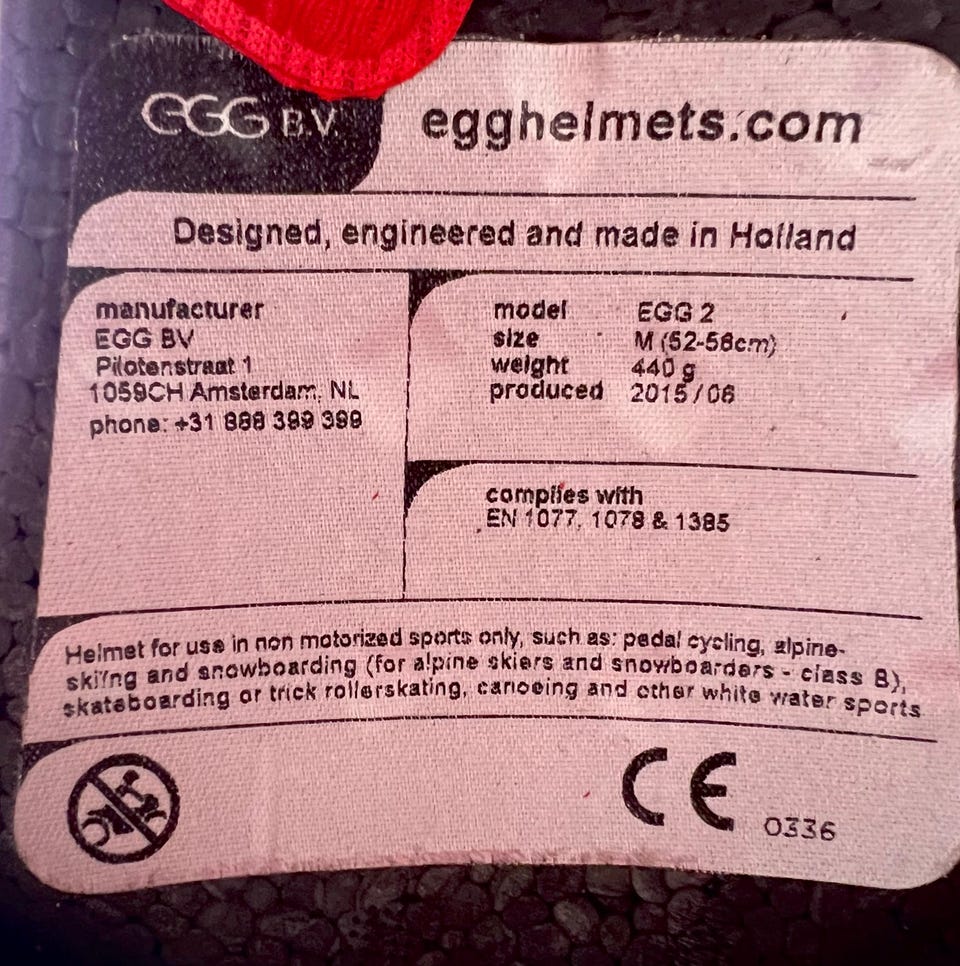 eGG B.V.
egghelmets.com
Designed, engineered and made in Holland
manufacturer
EGG BV
Pilotenstraat 1
1059CH Amsterdam, NL
phone: +31 888 399 399
model EGG 2
size M (52-56cm)
weight 440 g
produced 2015/06
complies with
EN 1077, 1078 & 1385
Helmet for use in non motorized sports only, such as: pedal cycling, alpine-
skiing and snowboarding (for alpine skiers and snowboarders - class B),
skateboarding or trick rollerskating, canoeing and other white water sports
CE 0336